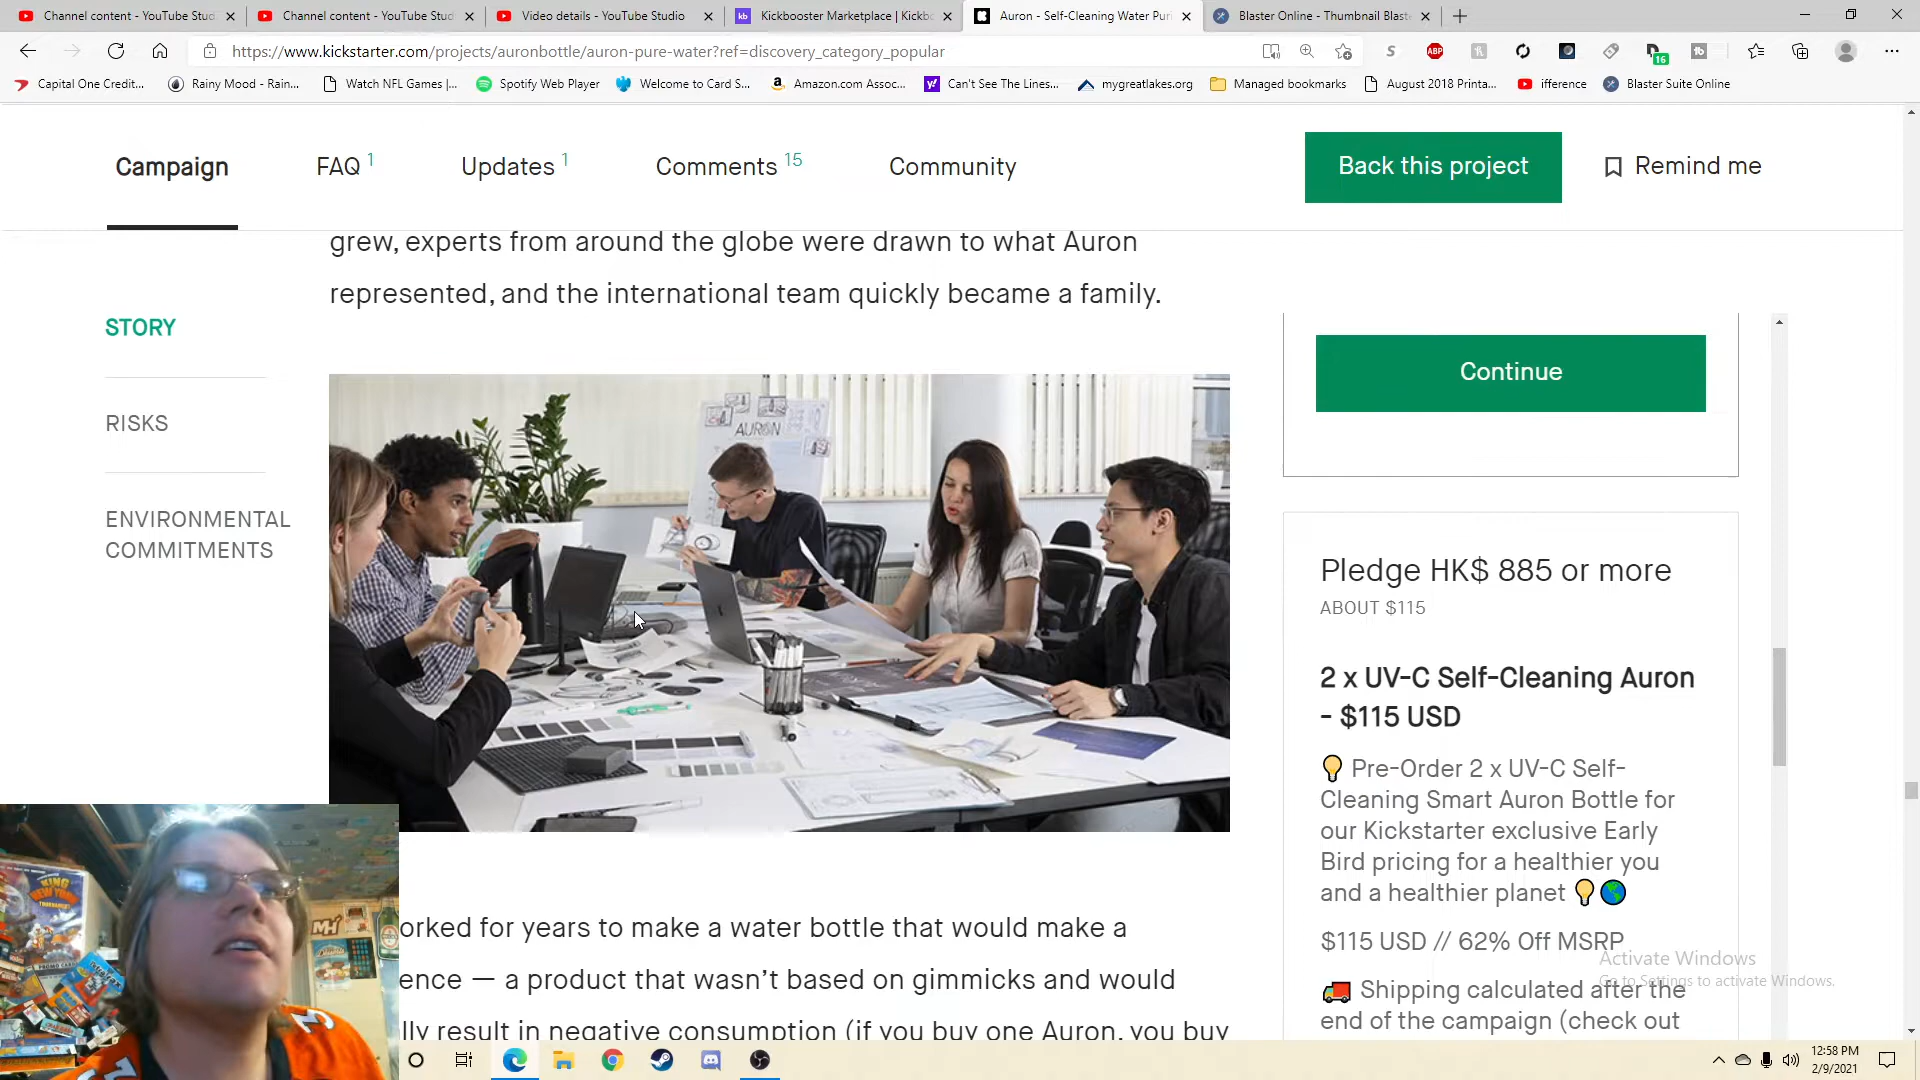 Channel content - YouTube Stud
Channel content - YouTube Stud
Video details - YouTube Studio
kb
Kickbooster Marketplace | Kickbo
Auron - Self-Cleaning Water Puri
Blaster Online - Thumbnail Blast
https://www.kickstarter.com/projects/auronbottle/auron-pure-water?ref=discovery_category_popular
S
ABP
16
Capital One Credit...
Rainy Mood - Rain...
Watch NFL Games |...
Spotify Web Player
Welcome to Card S...
Amazon.com Assoc...
Can't See The Lines...
mygreatlakes.org
Managed bookmarks
August 2018 Printa...
ifference
Blaster Suite Online
Campaign
FAQ 1
Updates 1
Comments 15
Community
Back this project
Remind me
grew, experts from around the globe were drawn to what Auron
represented, and the international team quickly became a family.
STORY
RISKS
ENVIRONMENTAL
COMMITMENTS
AURON
Continue
Pledge HK$ 885 or more
ABOUT $115
2 x UV-C Self-Cleaning Auron
- $115 USD
💡 Pre-Order 2 x UV-C Self-
Cleaning Smart Auron Bottle for
our Kickstarter exclusive Early
Bird pricing for a healthier you
and a healthier planet 💡🌎
$115 USD // 62% Off MSRP
🚚 Shipping calculated after the
end of the campaign (check out
Activate Windows
Go to Settings to activate Windows.
orked for years to make a water bottle that would make a
ence — a product that wasn't based on gimmicks and would
lly result in negative consumption (if you buy one Auron, you buy
KING
NEW YORK
MH
12:58 PM
2/9/2021